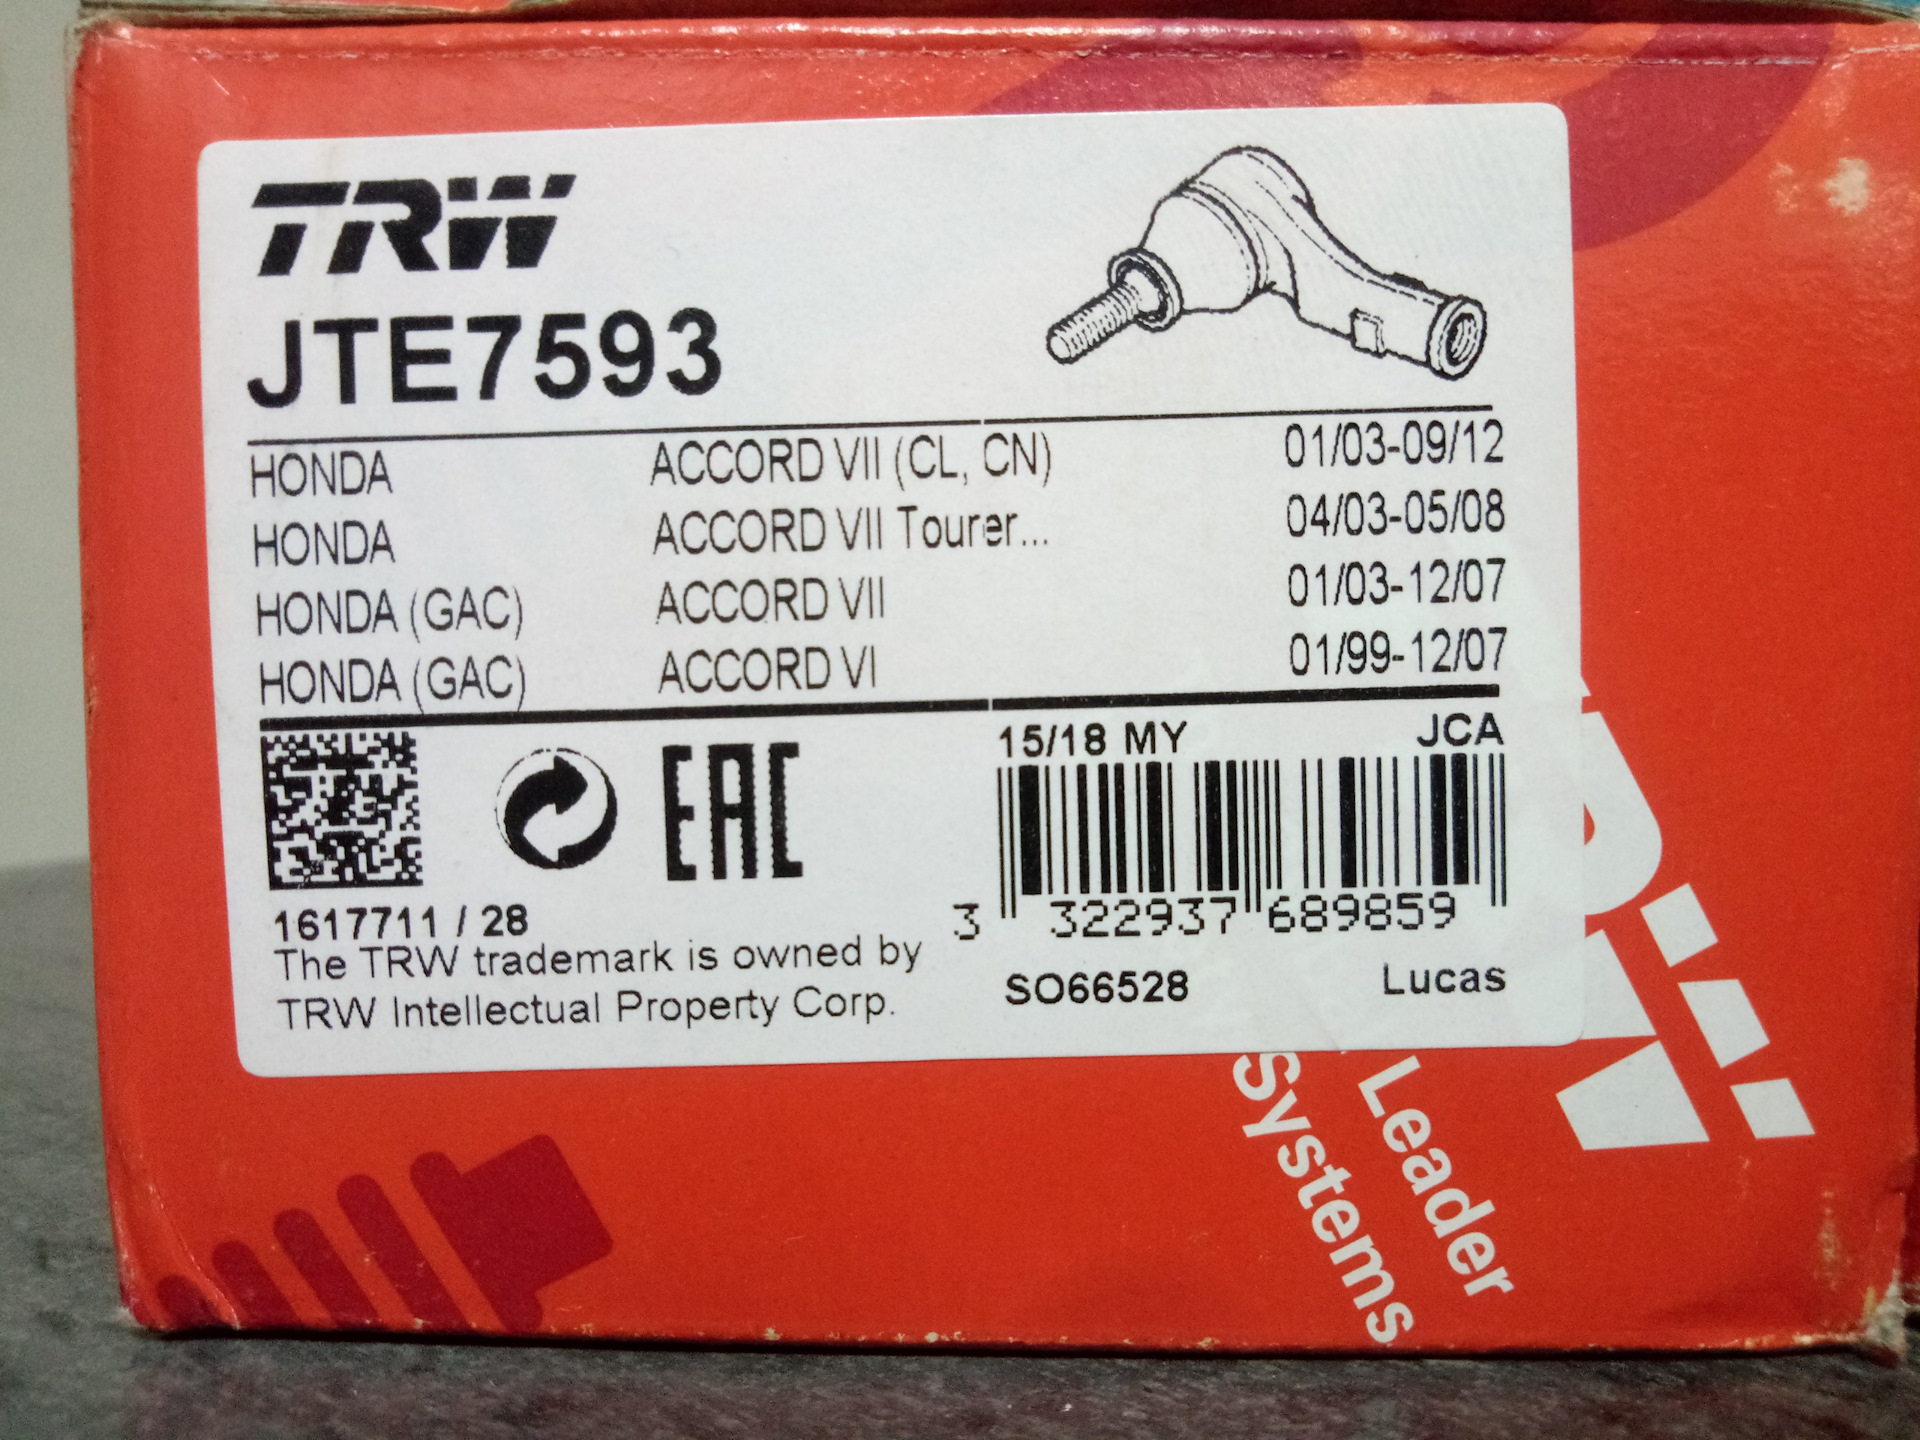 TRW
JTE7593
HONDA ACCORD VII (CL, CN) 01/03-09/12
HONDA ACCORD VII Tourer... 04/03-05/08
HONDA (GAC) ACCORD VII 01/03-12/07
HONDA (GAC) ACCORD VI 01/99-12/07
15/18 MY JCA
EAC
3 322937 689859
1617711 / 28
The TRW trademark is owned by
TRW Intellectual Property Corp.
SO66528 Lucas
Leader
Systems